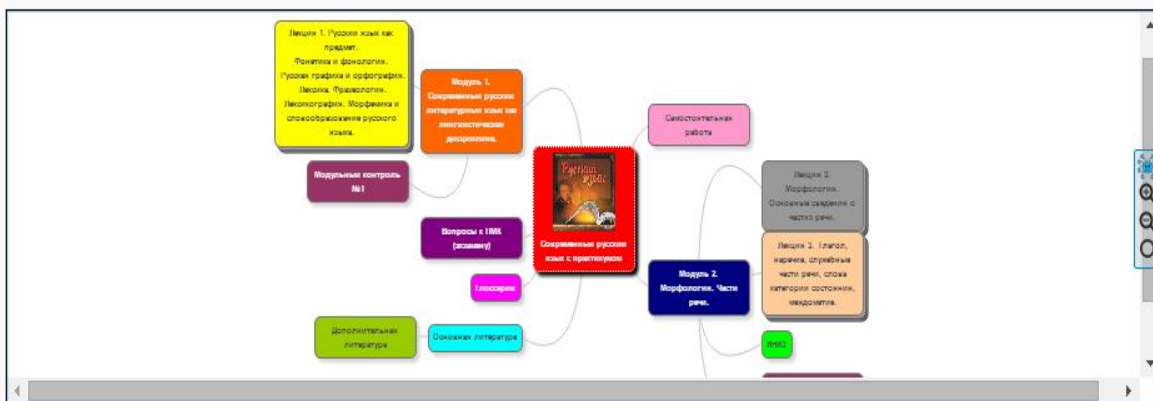 Лекция 1. Русский язык как
предмет.
Фонетика и фонология.
Русская графика и орфография.
Лексика. Фразеология.
Лексикография. Морфемика и
словообразование русского
языка.
Модуль 1.
Современный русский
литературный язык как
лингвистическая
дисциплина.
Модульный контроль
№1
Вопросы к ПМК
(экзамену)
Глоссарий
Дополнительная
литература
Основная литература
Русский
язык
Современный русский
язык с практикумом
Самостоятельная
работа
Модуль 2.
Морфология. Части
речи.
Лекция 2.
Морфология.
Основные сведения о
частях речи.
Лекция 3. Глагол,
наречие, служебные
части речи, слова
категории состояния,
междометие.